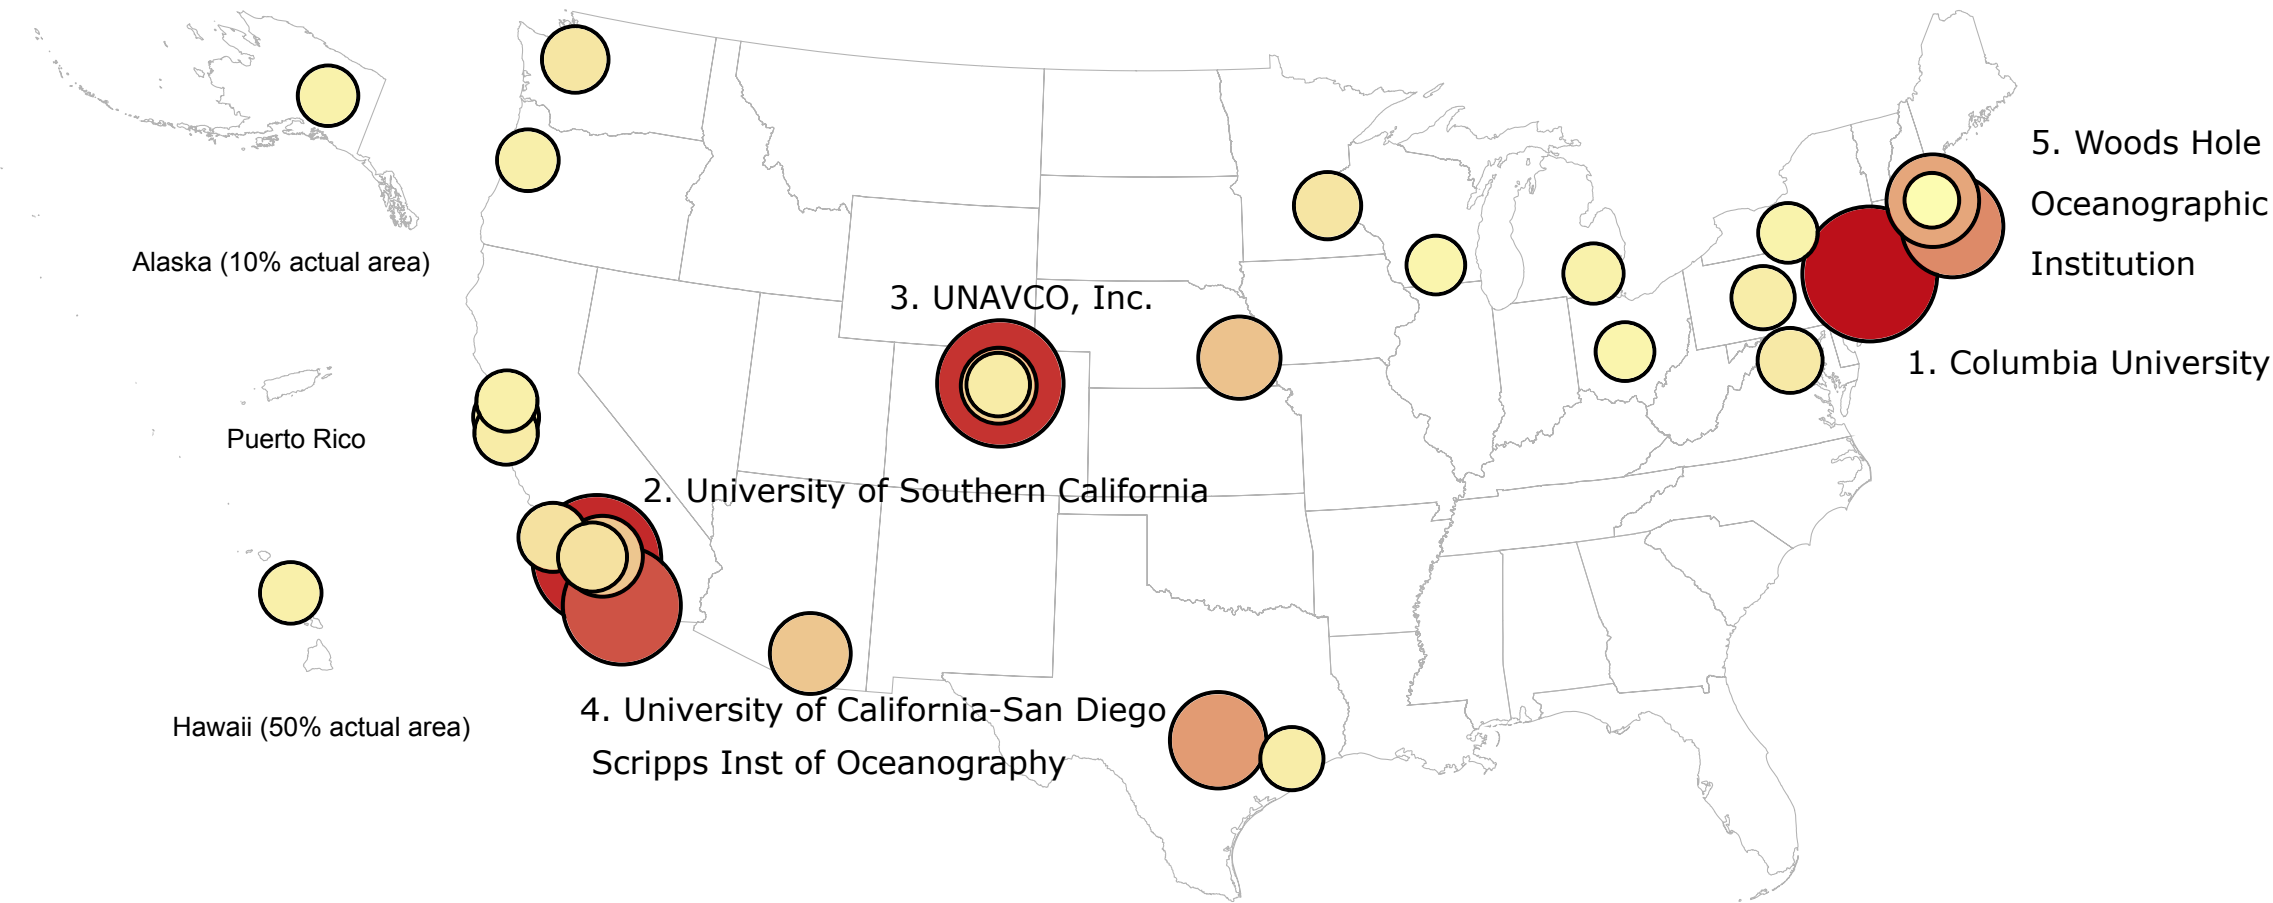 5. Woods Hole
Oceanographic
Institution
Alaska (10% actual area)
3. UNAVCO, Inc.
1. Columbia University
Puerto Rico
2. University of Southern California
4. University of California-San Diego
Scripps Inst of Oceanography
Hawaii (50% actual area)